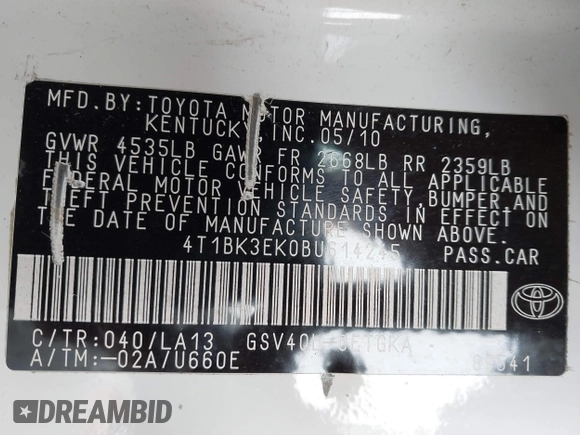 MFD.BY:TOYOTA MOTOR MANUFACTURING,
KENTUCKY,INC.05/10
GVWR 4535LB GAWR FR 2668LB RR 2359LB
THIS VEHICLE CONFORMS TO ALL APPLICABLE
FEDERAL MOTOR VEHICLE SAFETY,BUMPER,AND
THEFT PREVENTION STANDARDS IN EFFECT ON
THE DATE OF MANUFACTURE SHOWN ABOVE.
4T1BK3EK0BU614245 PASS.CAR
C/TR:040/LA13
A/TM:-02A/U660E
TOYOTA
DREAMBID